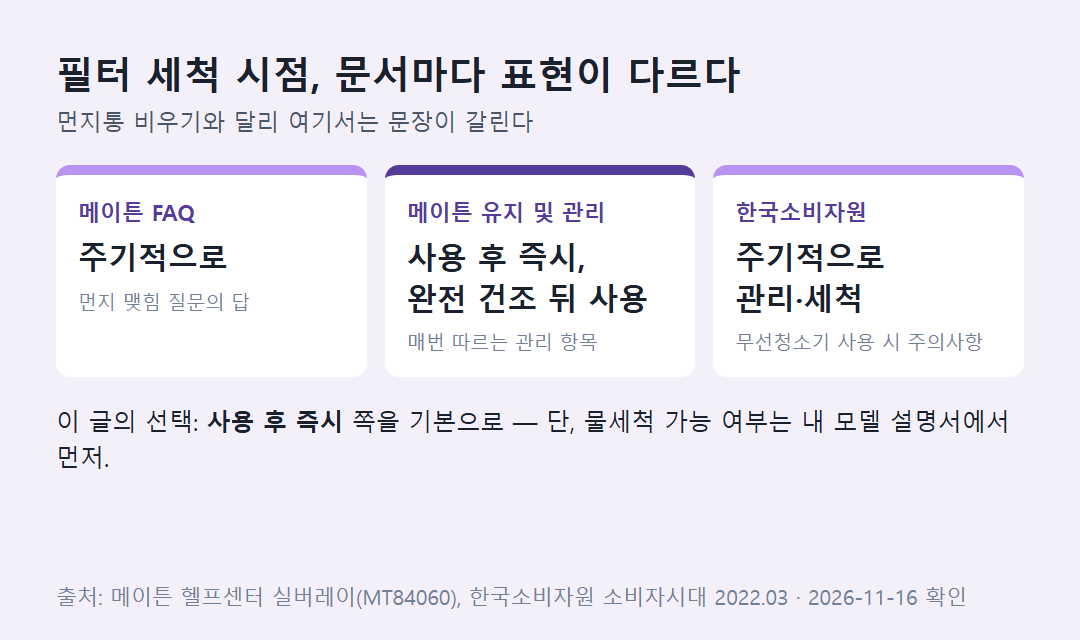 필터 세척 시점, 문서마다 표현이 다르다
먼지통 비우기와 달리 여기서는 문장이 갈린다
메이튼 FAQ
주기적으로
먼지 맺힘 질문의 답
메이튼 유지 및 관리
사용 후 즉시,
완전 건조 뒤 사용
매번 따르는 관리 항목
한국소비자원
주기적으로
관리·세척
무선청소기 사용 시 주의사항
이 글의 선택: 사용 후 즉시 쪽을 기본으로 — 단, 물세척 가능 여부는 내 모델 설명서에서
먼저.
출처: 메이튼 헬프센터 실버레이(MT84060), 한국소비자원 소비자시대 2022.03 · 2026-11-16 확인